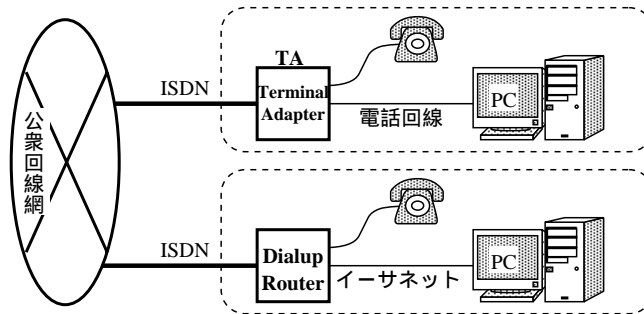 公衆回線網
ISDN
TA
Terminal
Adapter
電話回線
PC
ISDN
Dialup
Router
イーサネット
PC